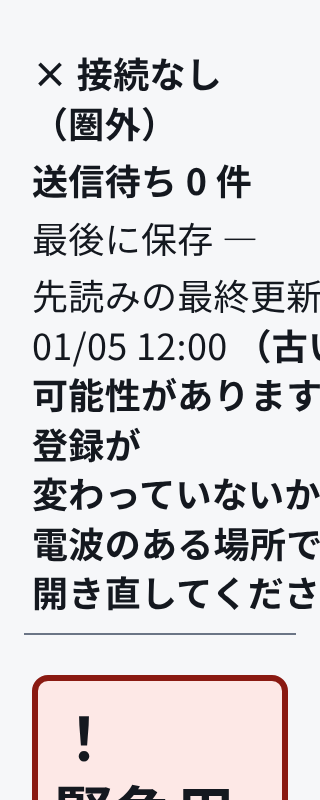 × 接続なし
（圏外）
送信待ち 0 件
最後に保存 —
先読みの最終更新
01/05 12:00 （古い
可能性があります
登録が
変わっていないか
電波のある場所で
開き直してくださ
！